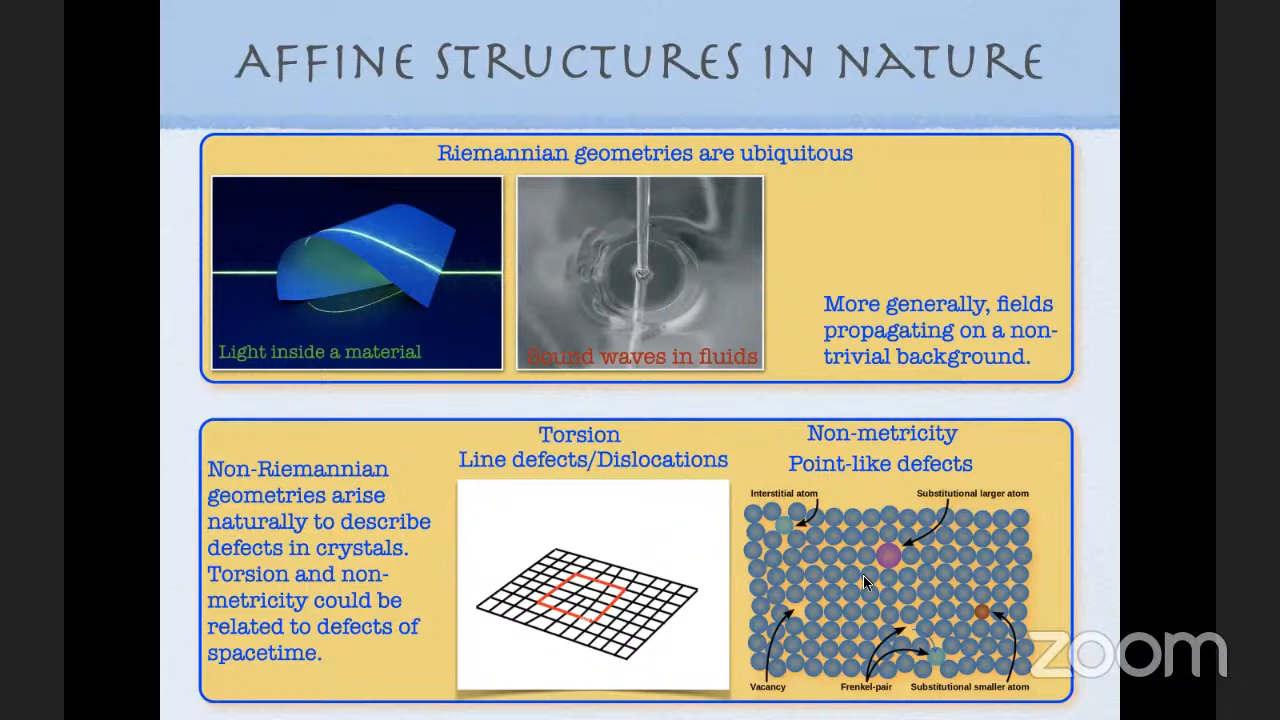 AFFINE STRUCTURES IN NATURE
Riemannian geometries are ubiquitous
Light inside a material
Sound waves in fluids
More generally, fields
propagating on a non-
trivial background.
Non-Riemannian
geometries arise
naturally to describe
defects in crystals.
Torsion and non-
metricity could be
related to defects of
spacetime.
Torsion
Line defects/Dislocations
Non-metricity
Point-like defects
Interstitial atom
Substitutional larger atom
Vacancy
Frenkel-pair
Substitutional smaller atom
zoom